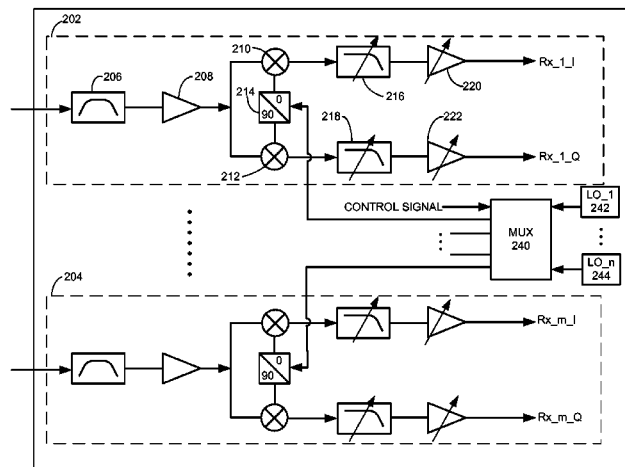 202
206
208
210
0
214
90
212
216
220
Rx_1_I
218
222
Rx_1_Q
CONTROL SIGNAL
MUX
240
LO_1
242
LO_n
244
204
0
90
Rx_m_I
Rx_m_Q